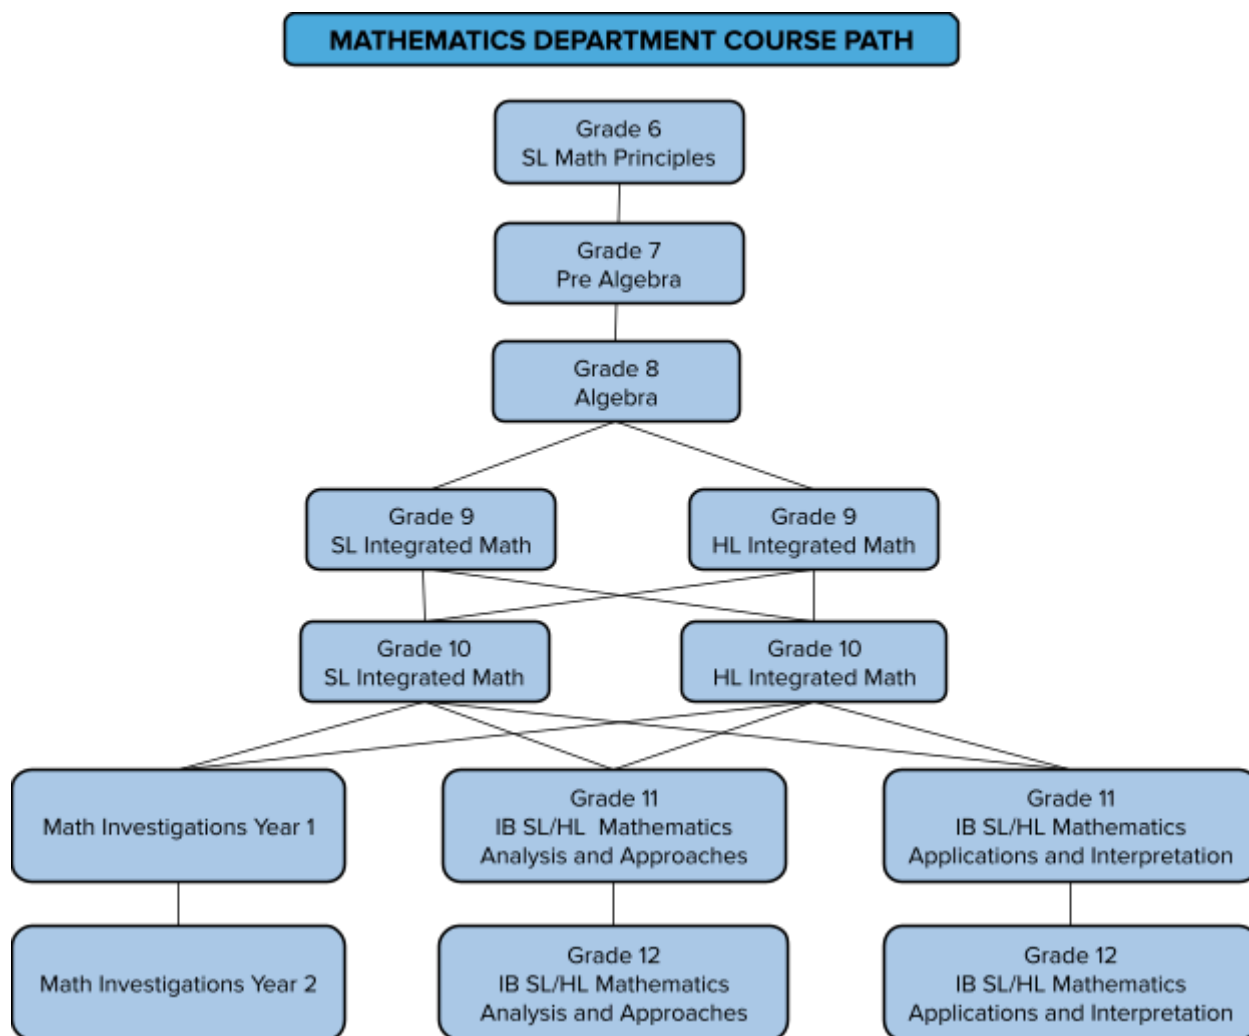 MATHEMATICS DEPARTMENT COURSE PATH
Grade 6
SL Math Principles
Grade 7
Pre Algebra
Grade 8
Algebra
Grade 9
SL Integrated Math
Grade 9
HL Integrated Math
Grade 10
SL Integrated Math
Grade 10
HL Integrated Math
Math Investigations Year 1
Grade 11
IB SL/HL Mathematics
Analysis and Approaches
Grade 11
IB SL/HL Mathematics
Applications and Interpretation
Math Investigations Year 2
Grade 12
IB SL/HL Mathematics
Analysis and Approaches
Grade 12
IB SL/HL Mathematics
Applications and Interpretation